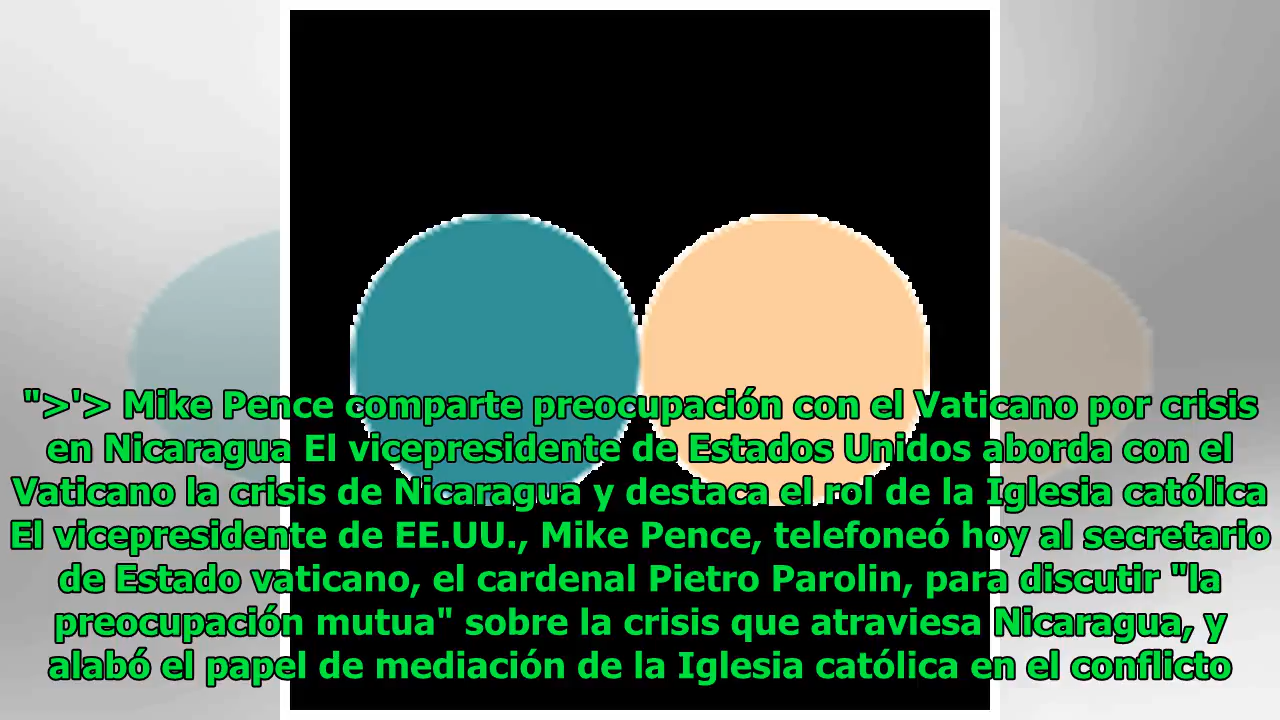 ">'> Mike Pence comparte preocupación con el Vaticano por crisis
en Nicaragua El vicepresidente de Estados Unidos aborda con el
Vaticano la crisis de Nicaragua y destaca el rol de la Iglesia católica
El vicepresidente de EE.UU., Mike Pence, telefoneó hoy al secretario
de Estado vaticano, el cardenal Pietro Parolin, para discutir "la
preocupación mutua" sobre la crisis que atraviesa Nicaragua, y
alabó el papel de mediación de la Iglesia católica en el conflicto